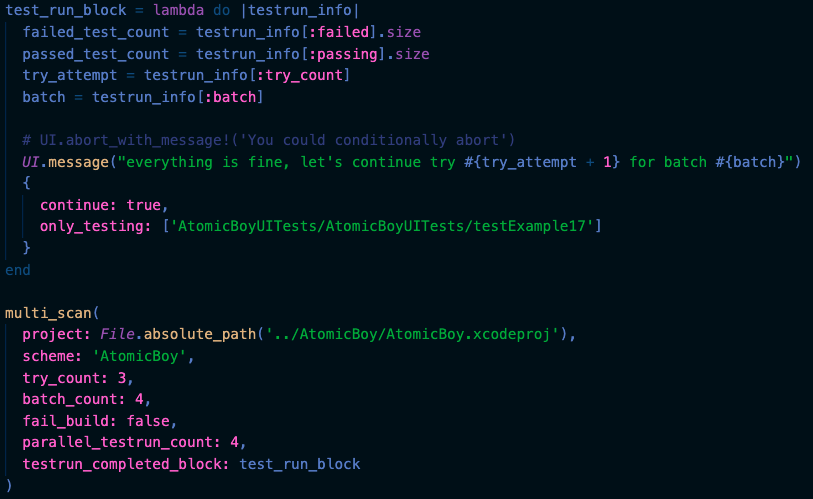 test_run_block = lambda do |testrun_info|
  failed_test_count = testrun_info[:failed].size
  passed_test_count = testrun_info[:passing].size
  try_attempt = testrun_info[:try_count]
  batch = testrun_info[:batch]

  # UI.abort_with_message!('You could conditionally abort')
  UI.message("everything is fine, let's continue try #{try_attempt + 1} for batch #{batch}")
  {
    continue: true,
    only_testing: ['AtomicBoyUITests/AtomicBoyUITests/testExample17']
  }
end

multi_scan(
  project: File.absolute_path('../AtomicBoy/AtomicBoy.xcodeproj'),
  scheme: 'AtomicBoy',
  try_count: 3,
  batch_count: 4,
  fail_build: false,
  parallel_testrun_count: 4,
  testrun_completed_block: test_run_block
)